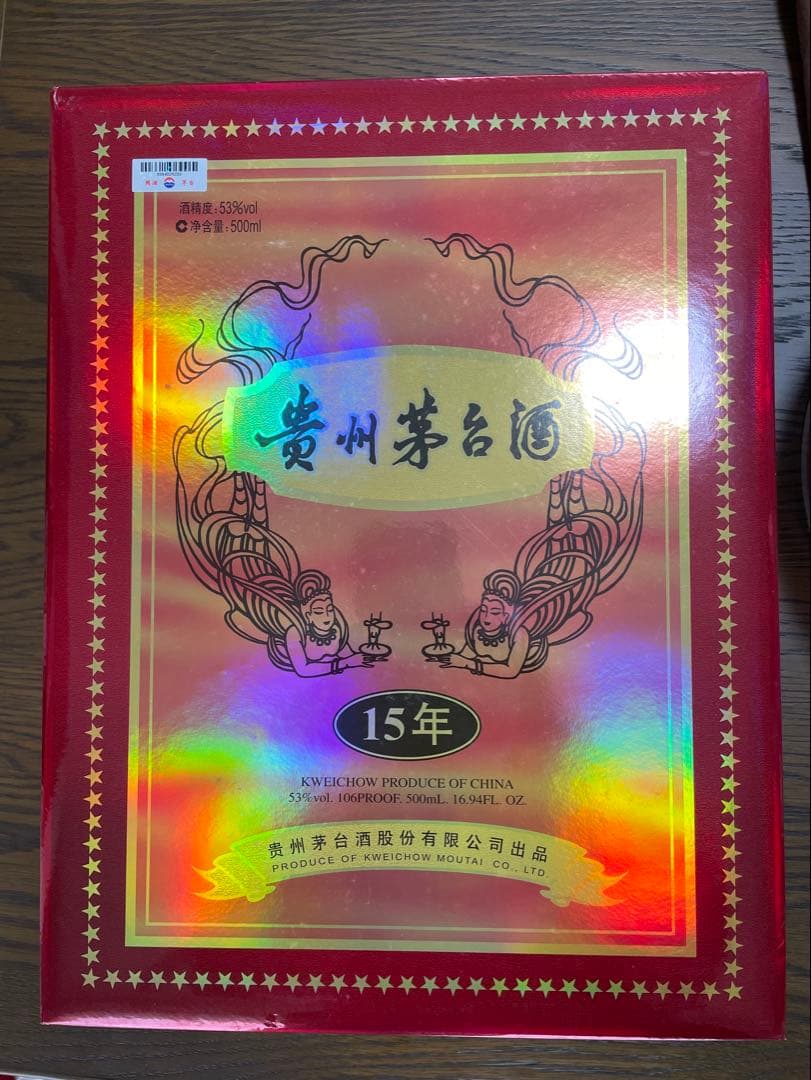 酒精度:53%vol
净含量:500ml
贵州茅台酒
15年
KWEICHOW PRODUCE OF CHINA
53%vol. 106PROOF. 500mL. 16.94FL. OZ.
贵州茅台酒股份有限公司出品
PRODUCE OF KWEICHOW MOUTAI CO., LTD.